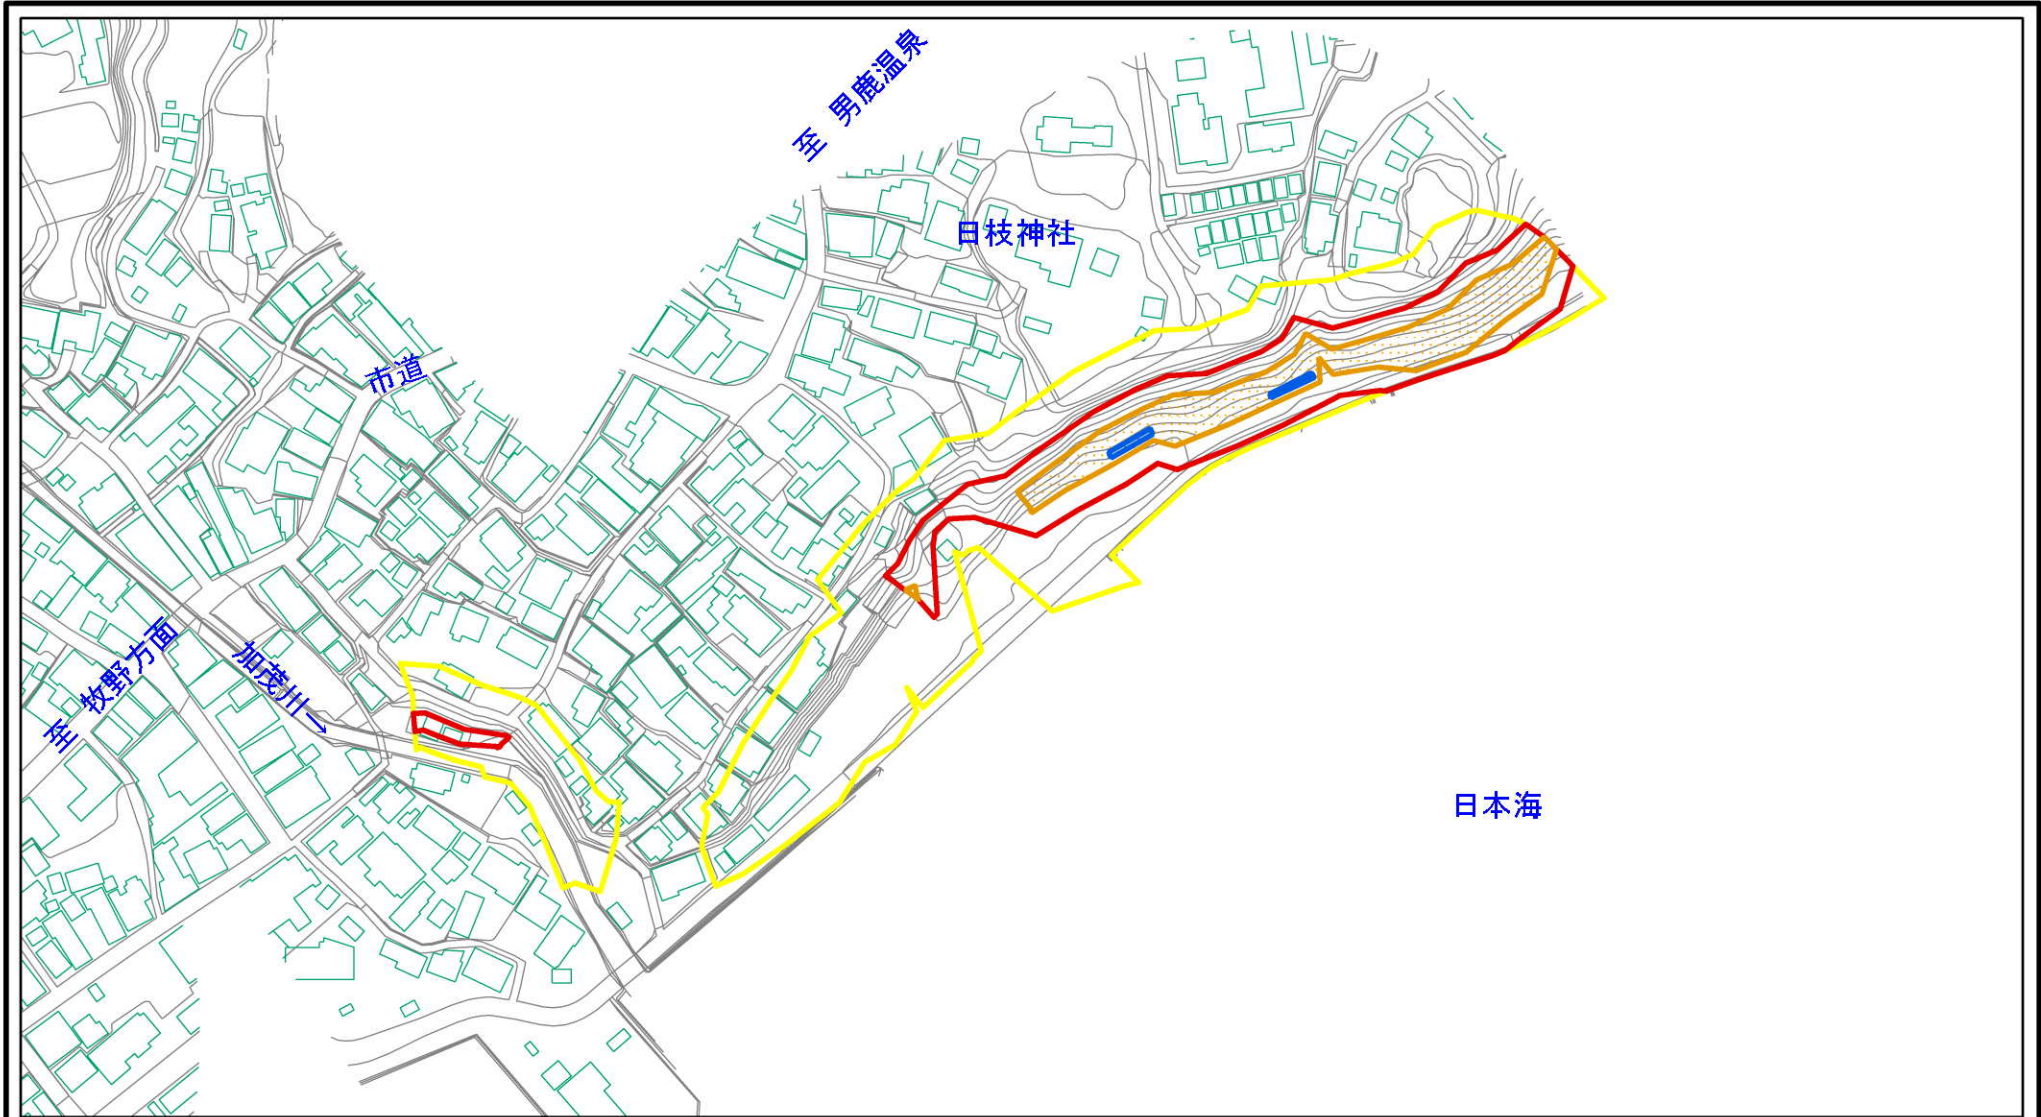 至 男鹿温泉
日枝神社
市道
至 牧野方面
加茂川→
日本海